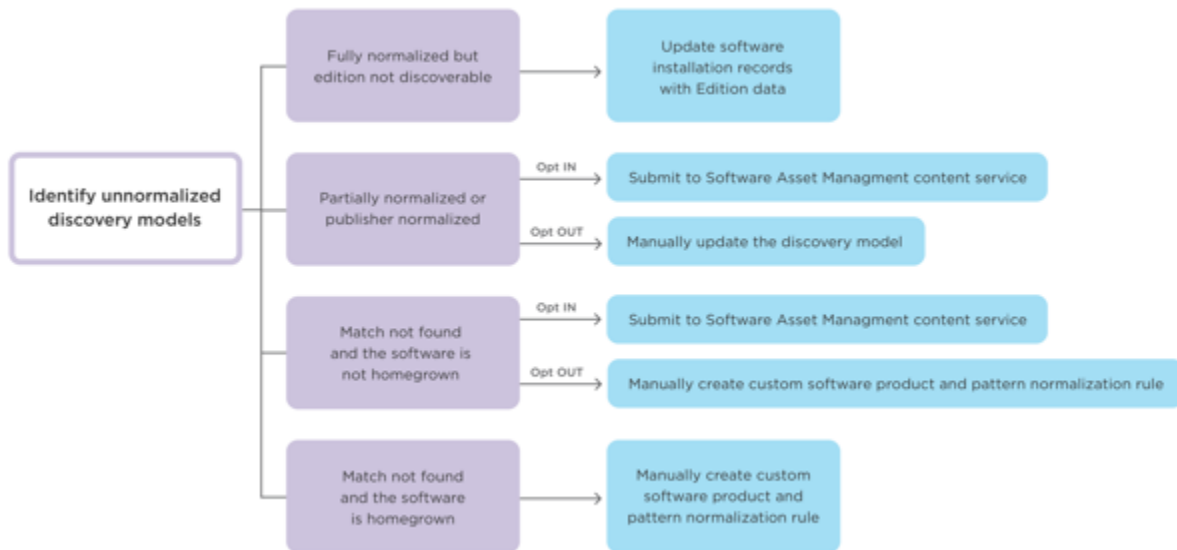 Identify unnormalized
discovery models
Fully normalized but
edition not discoverable
Update software
installation records
with Edition data
Partially normalized or
publisher normalized
Opt IN
Submit to Software Asset Managment content service
Opt OUT
Manually update the discovery model
Match not found
and the software is
not homegrown
Opt IN
Submit to Software Asset Managment content service
Opt OUT
Manually create custom software product and pattern normalization rule
Match not found
and the software
is homegrown
Manually create custom
software product and
pattern normalization rule